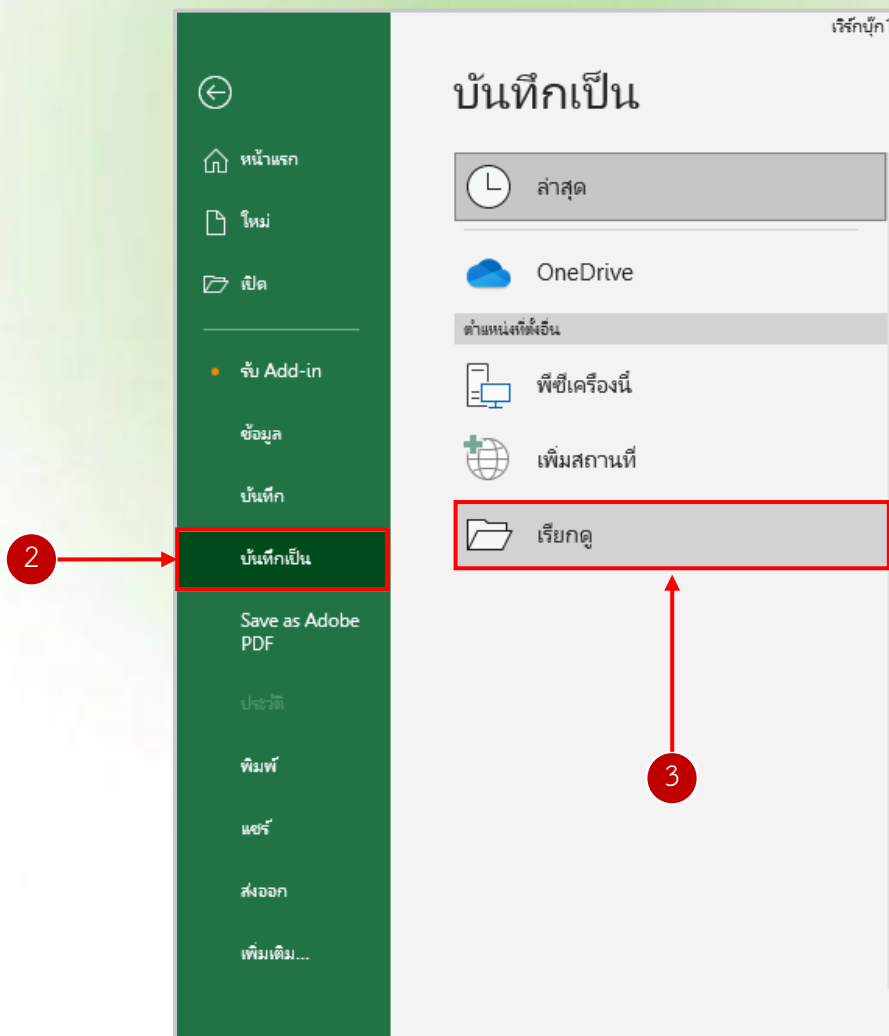 เวิร์กบุ๊ก1
บันทึกเป็น
หน้าแรก
ใหม่
เปิด
รับ Add-in
ข้อมูล
บันทึก
บันทึกเป็น
Save as Adobe
PDF
ประวัติ
พิมพ์
แชร์
ส่งออก
เพิ่มเติม...
ล่าสุด
OneDrive
ตำแหน่งที่ตั้งอื่น
พีซีเครื่องนี้
เพิ่มสถานที่
เรียกดู
2
3